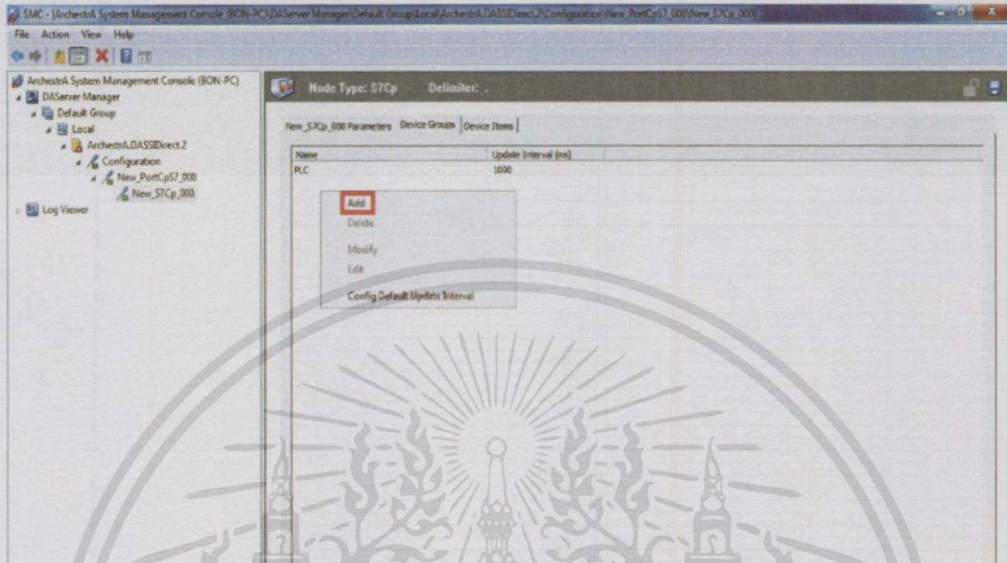 SMC - [ArchestrA System Management Console (BON-PC)\DAServer Manager\Default Group\Local\ArchestrA.DASSIDirect.2\Configuration\New_PortCpS7_000\New_S7Cp_000]
File Action View Help
ArchestrA System Management Console (BON-PC)
DAServer Manager
Default Group
Local
ArchestrA.DASSIDirect.2
Configuration
New_PortCpS7_000
New_S7Cp_000
Log Viewer
Node Type: S7Cp Delimiter: .
New_S7Cp_000 Parameters Device Groups Device Items
Name Update Interval (ms)
PLC 1000
Add
Delete
Modify
Edit
Config Default Update Interval